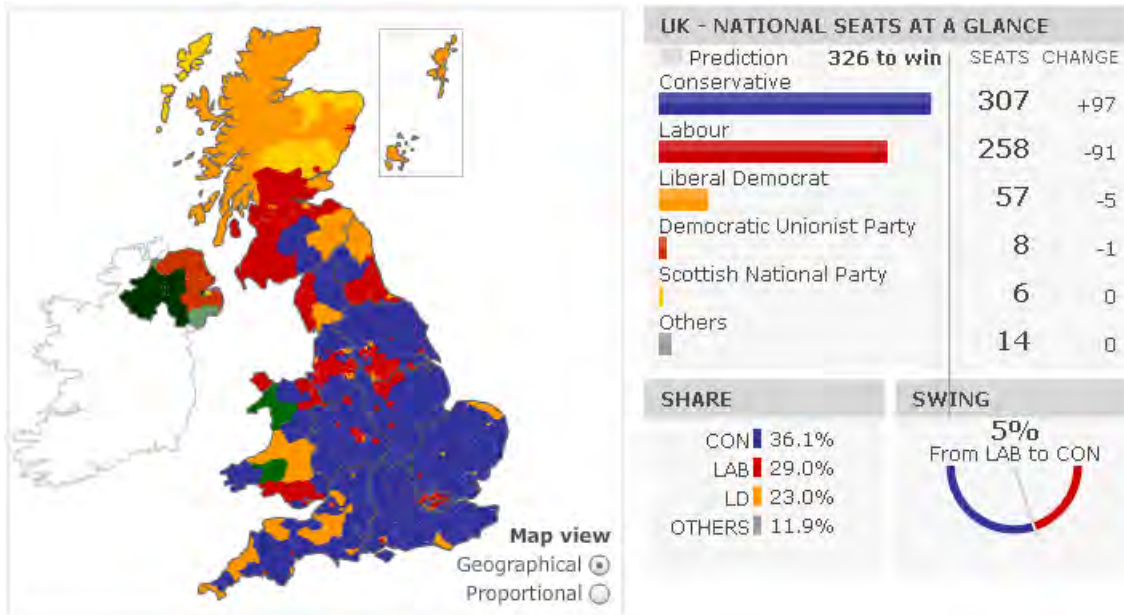 UK - NATIONAL SEATS AT A GLANCE
Prediction 326 to win SEATS CHANGE
Conservative
307 +97
Labour
258 -91
Liberal Democrat
57 -5
Democratic Unionist Party
8 -1
Scottish National Party
6 0
Others
14 0
SHARE
CON 36.1%
LAB 29.0%
LD 23.0%
OTHERS 11.9%
SWING
5%
From LAB to CON
Map view
Geographical
Proportional